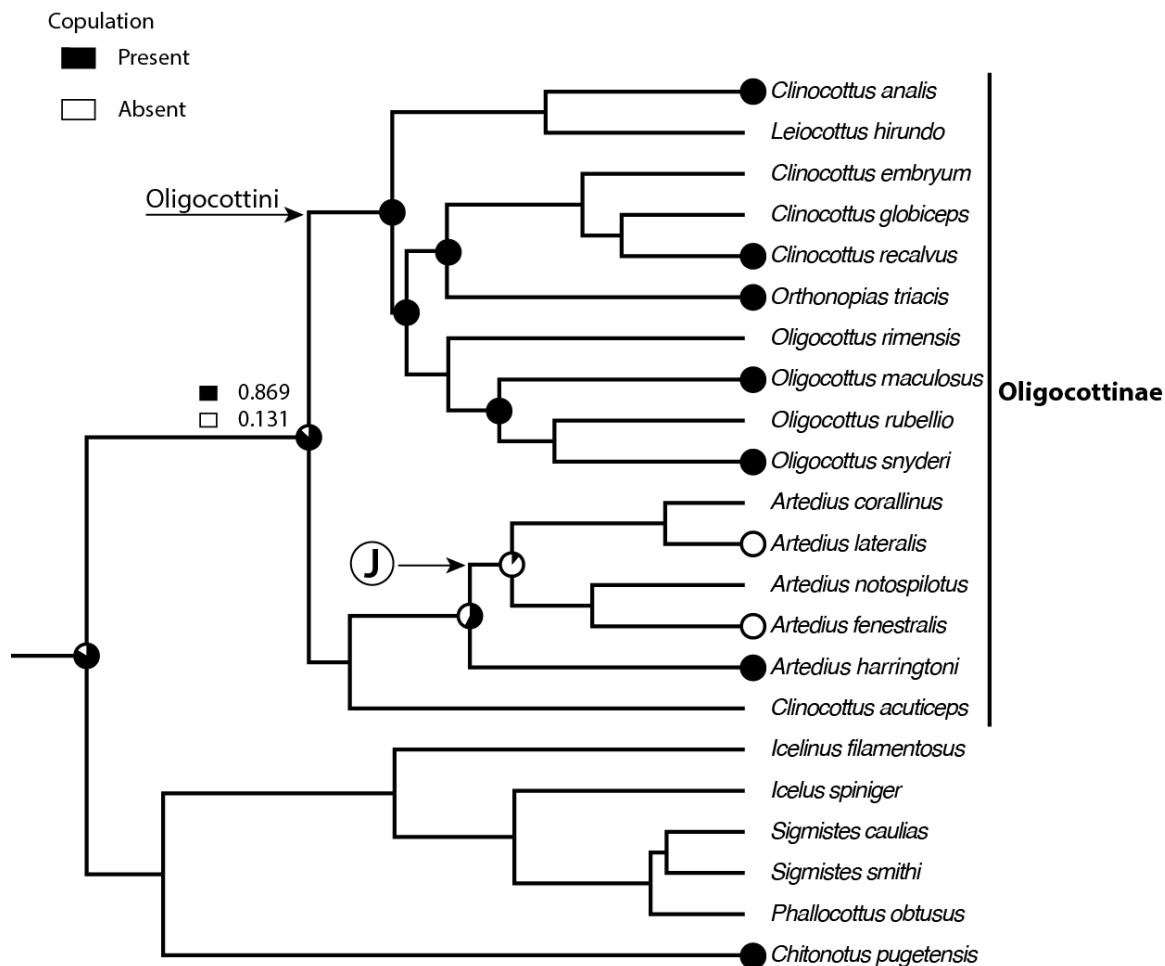 Copulation
Present
Absent
Clinocottus analis
Leiocottus hirundo
Clinocottus embryum
Oligocottini
Clinocottus globiceps
Clinocottus recalvus
Orthonopias triacis
Oligocottus rimensis
Oligocottus maculosus
0.869
Oligocottinae
0.131
Oligocottus rubellio
Oligocottus snyderi
Artedius corallinus
Artedius lateralis
J
Artedius notospilotus
Artedius fenestralis
Artedius harringtoni
Clinocottus acuticeps
Icelinus filamentosus
Icelus spiniger
Sigmistes caulias
Sigmistes smithi
Phallocottus obtusus
Chitonotus pugetensis